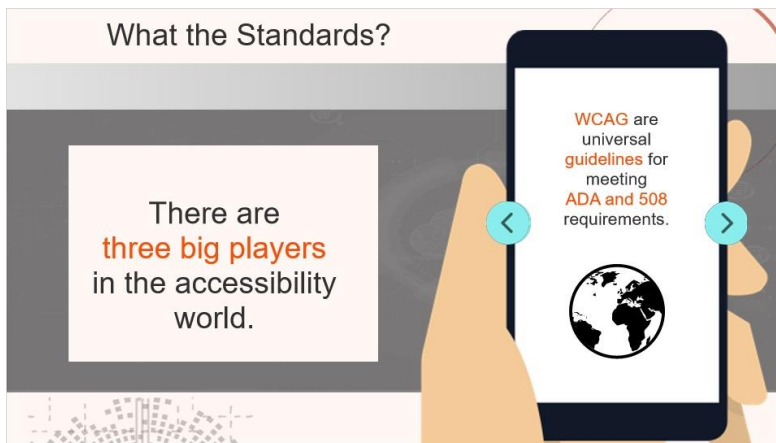 What the Standards?
There are
three big players
in the accessibility
world.
WCAG are
universal
guidelines for
meeting
ADA and 508
requirements.